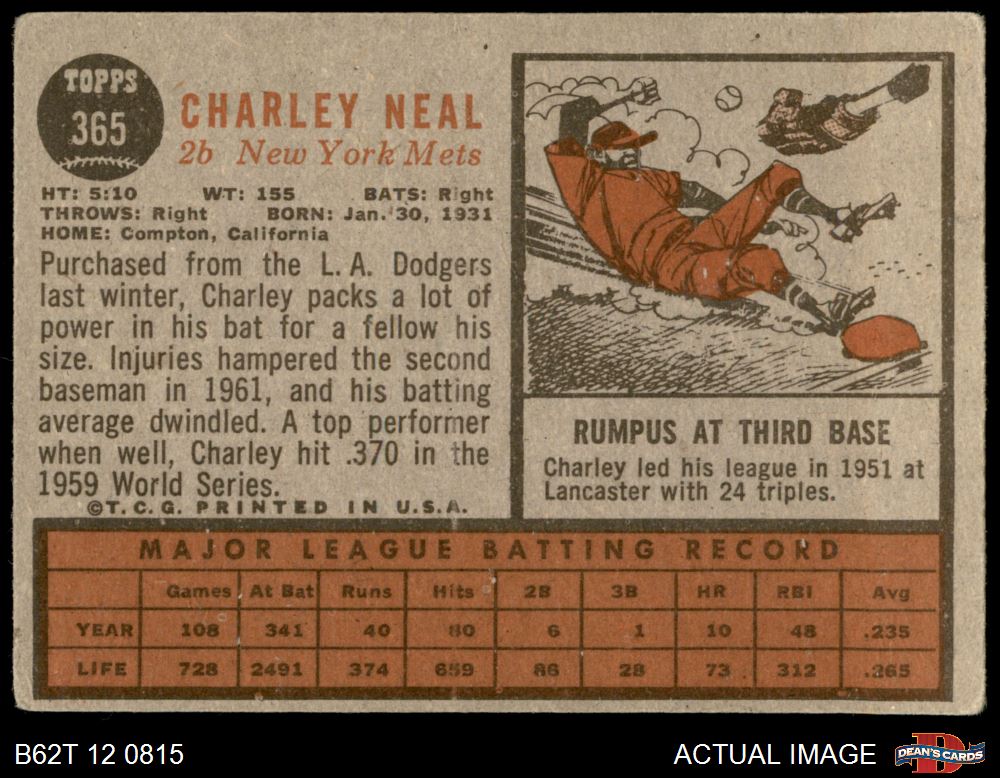 TOPPS
365
CHARLEY NEAL
2b New York Mets
HT: 5:10 WT: 155 BATS: Right
THROWS: Right BORN: Jan. 30, 1931
HOME: Compton, California
Purchased from the L.A. Dodgers
last winter, Charley packs a lot of
power in his bat for a fellow his
size. Injuries hampered the second
baseman in 1961, and his batting
average dwindled. A top performer
when well, Charley hit .370 in the
1959 World Series.
©T.C.G. PRINTED IN U.S.A.
RUMPUS AT THIRD BASE
Charley led his league in 1951 at
Lancaster with 24 triples.
MAJOR LEAGUE BATTING RECORD
Games At Bat Runs Hits 2B 3B HR RBI Avg
YEAR 108 341 40 80 6 1 10 48 .235
LIFE 728 2491 374 659 86 28 73 312 .265
B62T 12 0815
ACTUAL IMAGE
DEAN'S CARDS